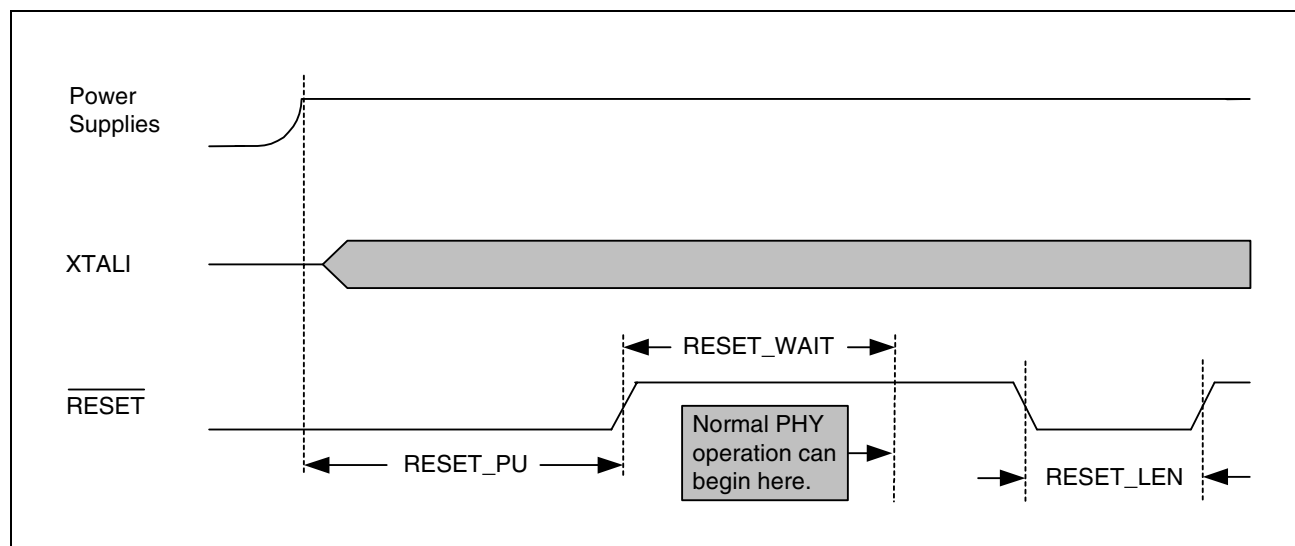 Power
Supplies
XTALI
RESET_WAIT
RESET
Normal PHY
operation can
begin here.
RESET_PU
RESET_LEN